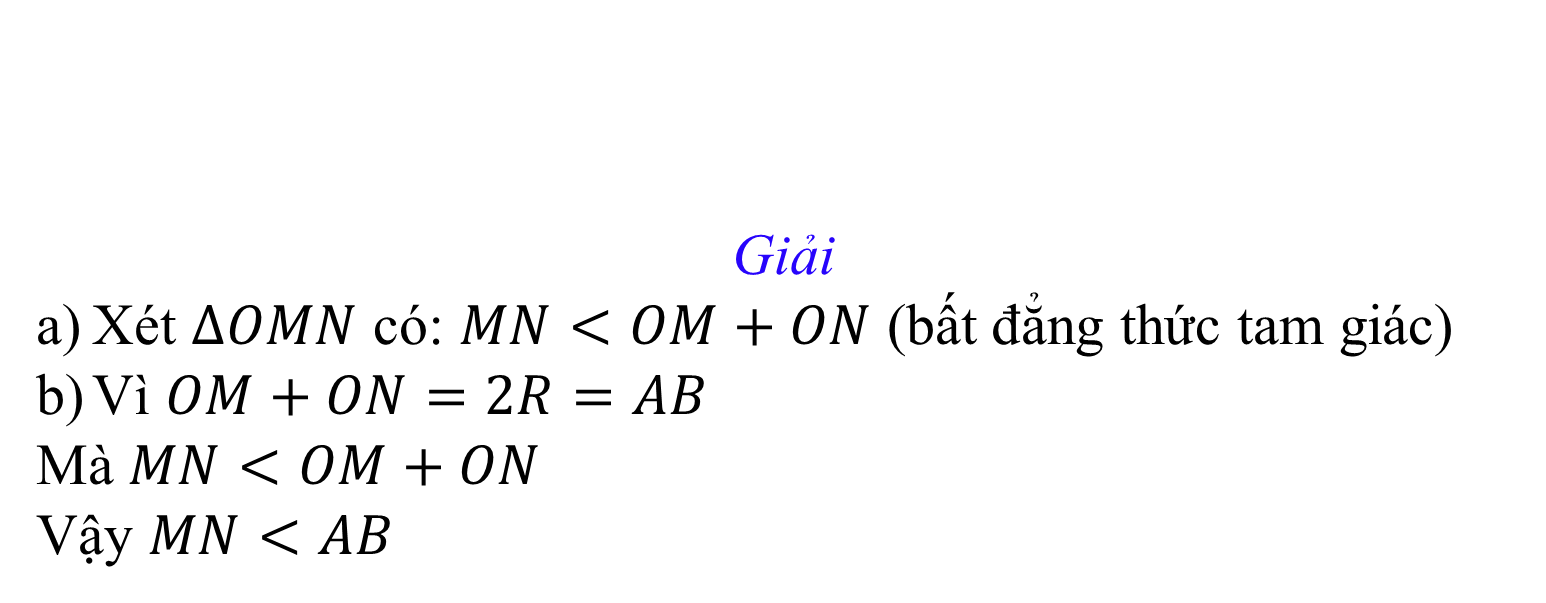 Giải
a) Xét ΔOMN có: MN < OM + ON (bất đẳng thức tam giác)
b) Vì OM + ON = 2R = AB
Mà MN < OM + ON
Vậy MN < AB